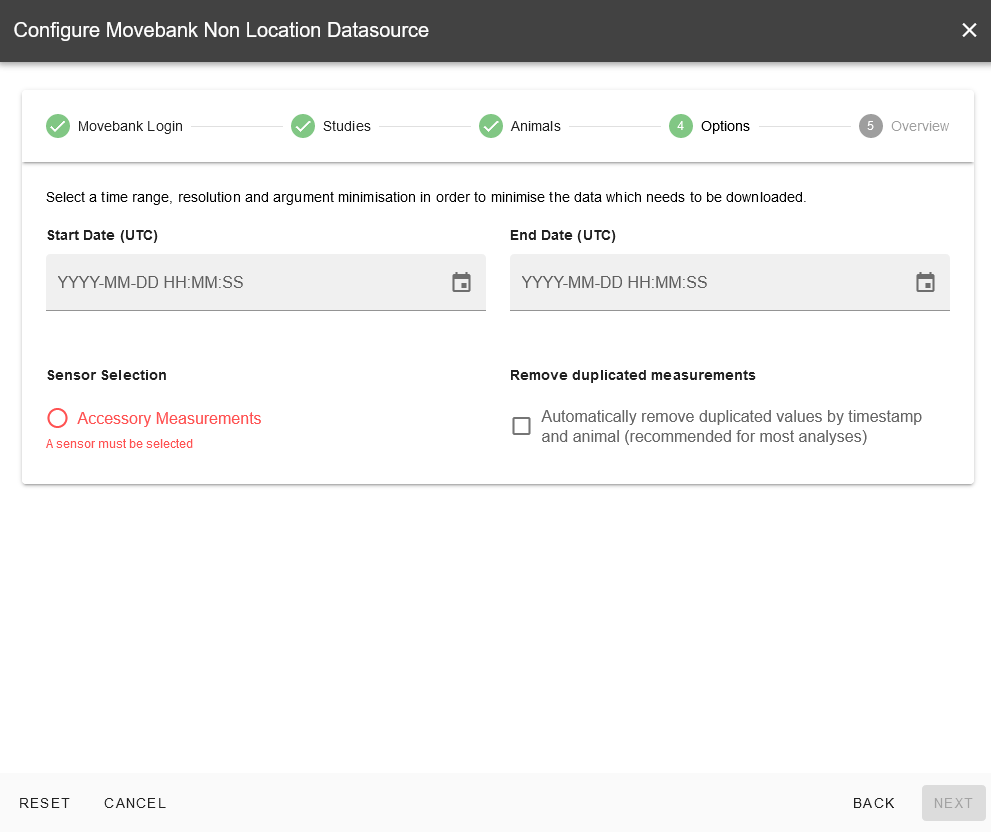 Configure Movebank Non Location Datasource
Movebank Login
Studies
Animals
4 Options
5 Overview
Select a time range, resolution and argument minimisation in order to minimise the data which needs to be downloaded.
Start Date (UTC)
End Date (UTC)
YYYY-MM-DD HH:MM:SS
YYYY-MM-DD HH:MM:SS
Sensor Selection
Remove duplicated measurements
Accessory Measurements
A sensor must be selected
Automatically remove duplicated values by timestamp
and animal (recommended for most analyses)
RESET
CANCEL
BACK
NEXT